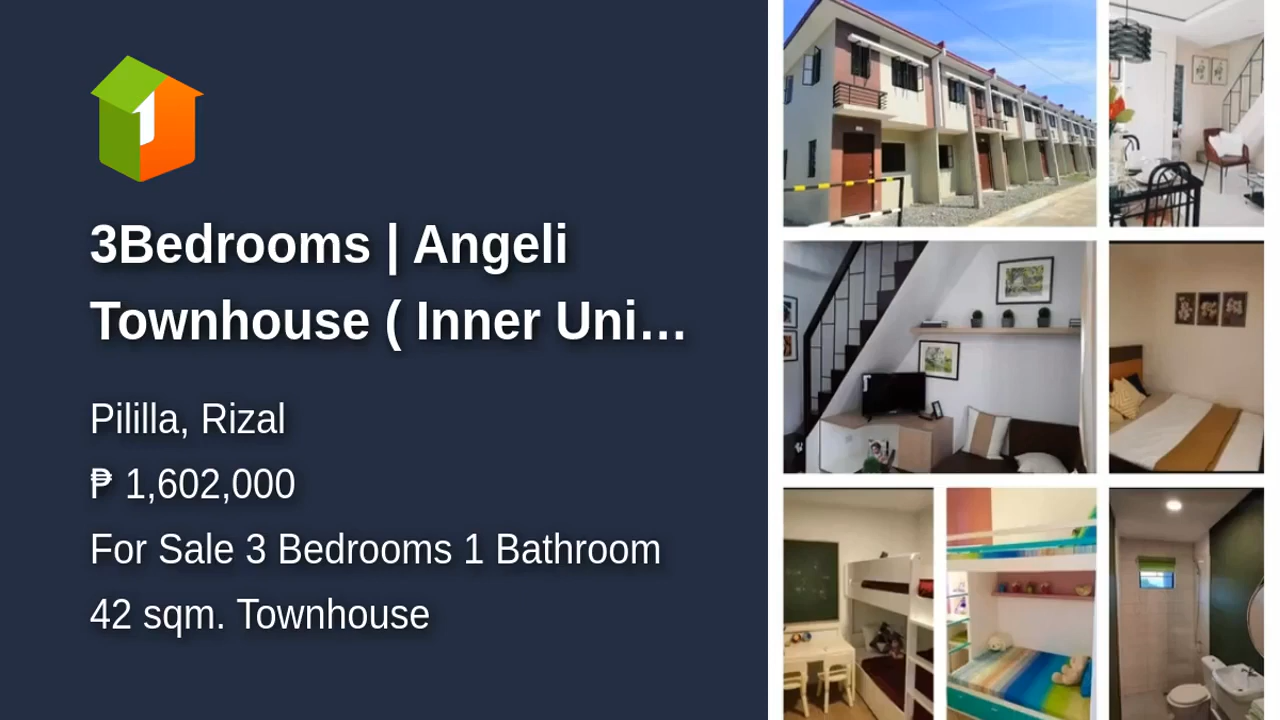 3Bedrooms | Angeli
Townhouse ( Inner Uni...
Pililla, Rizal
₱ 1,602,000
For Sale 3 Bedrooms 1 Bathroom
42 sqm. Townhouse